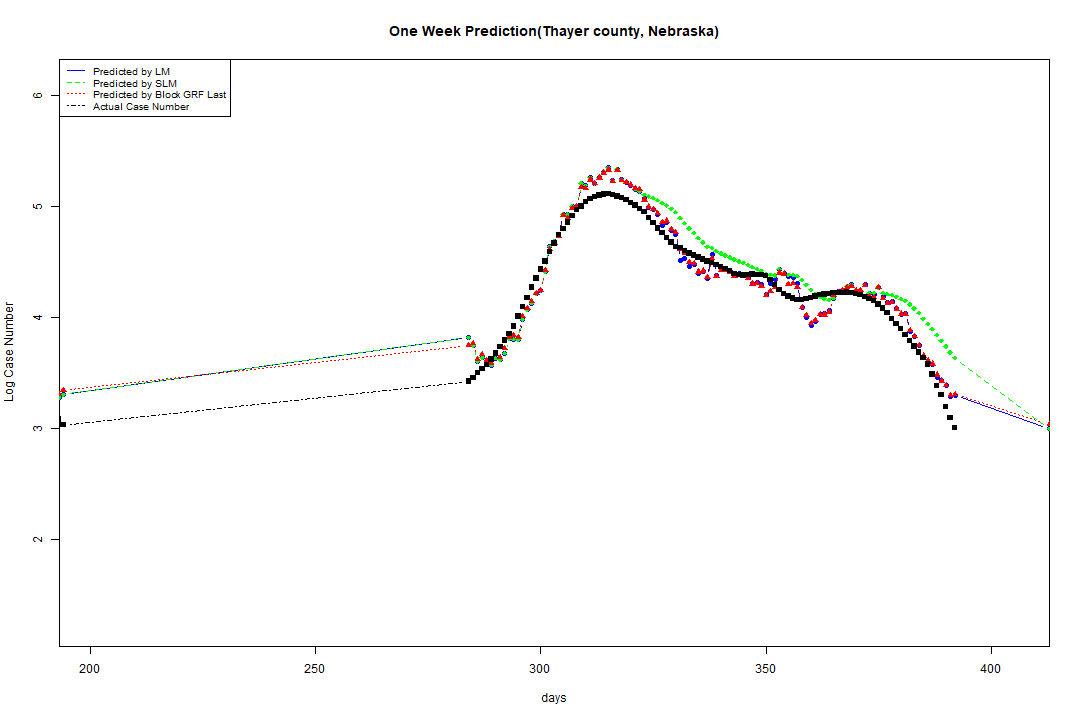 One Week Prediction(Thayer county, Nebraska)
Predicted by LM
Predicted by SLM
Predicted by Block GRF Last
Actual Case Number
6
5
4
3
2
Log Case Number
200 250 300 350 400
days